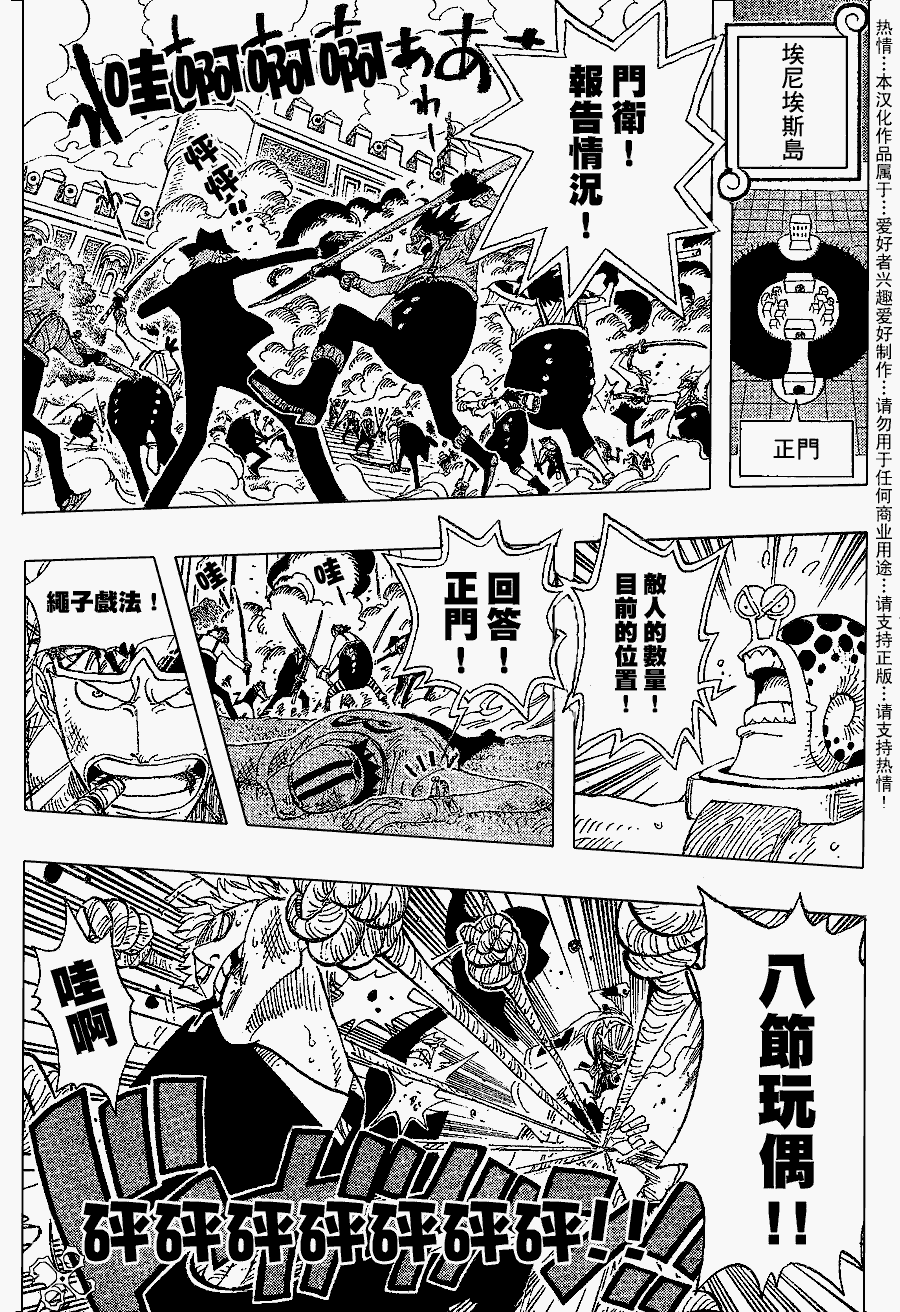 埃尼埃斯島
正門
門衛！
報告情況！
哇啊啊啊ああ
わー
鈔鈔!!
敵人的數量！
目前的位置！
回答！
正門！
哇
哇
繩子戲法！
八節玩偶!!
哇啊
砰砰砰砰砰砰砰!!
热情…本汉化作品属于…爱好者兴趣爱好制作…请勿用于任何商业用途…请支持正版…请支持热情！